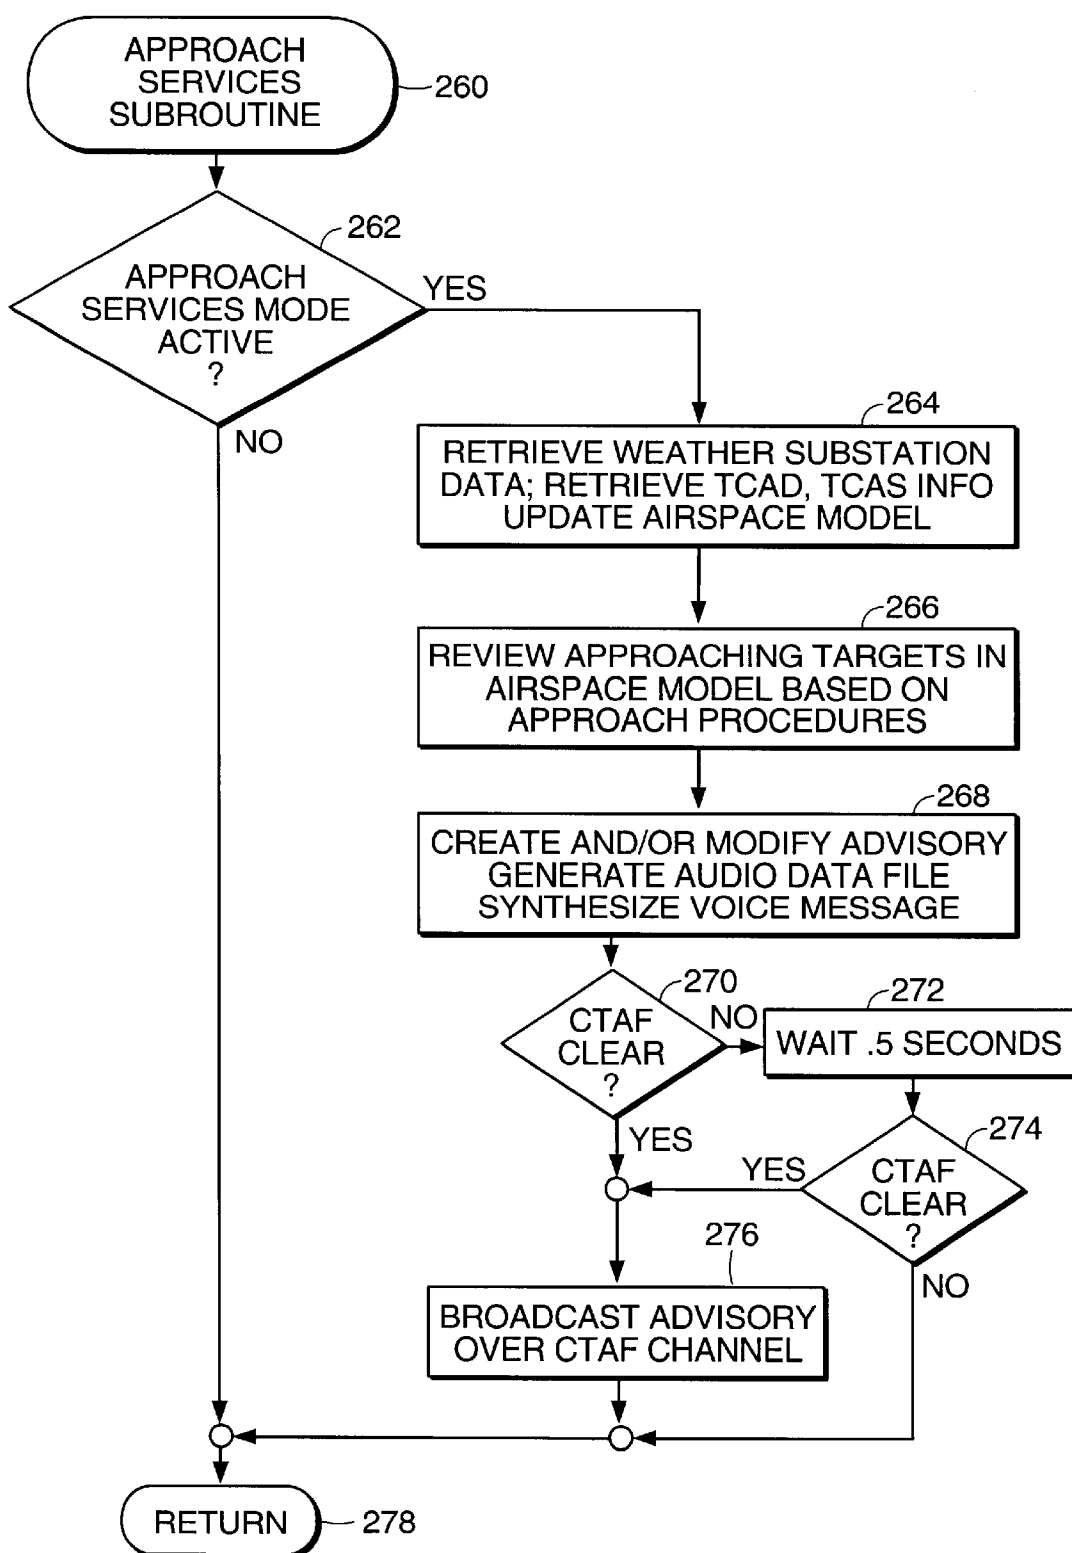 APPROACH
SERVICES
SUBROUTINE
260
262
APPROACH
SERVICES MODE
ACTIVE
?
YES
NO
264
RETRIEVE WEATHER SUBSTATION
DATA; RETRIEVE TCAD, TCAS INFO
UPDATE AIRSPACE MODEL
266
REVIEW APPROACHING TARGETS IN
AIRSPACE MODEL BASED ON
APPROACH PROCEDURES
268
CREATE AND/OR MODIFY ADVISORY
GENERATE AUDIO DATA FILE
SYNTHESIZE VOICE MESSAGE
270
CTAF
CLEAR
?
NO
272
WAIT .5 SECONDS
YES
274
CTAF
CLEAR
?
YES
NO
276
BROADCAST ADVISORY
OVER CTAF CHANNEL
RETURN
278